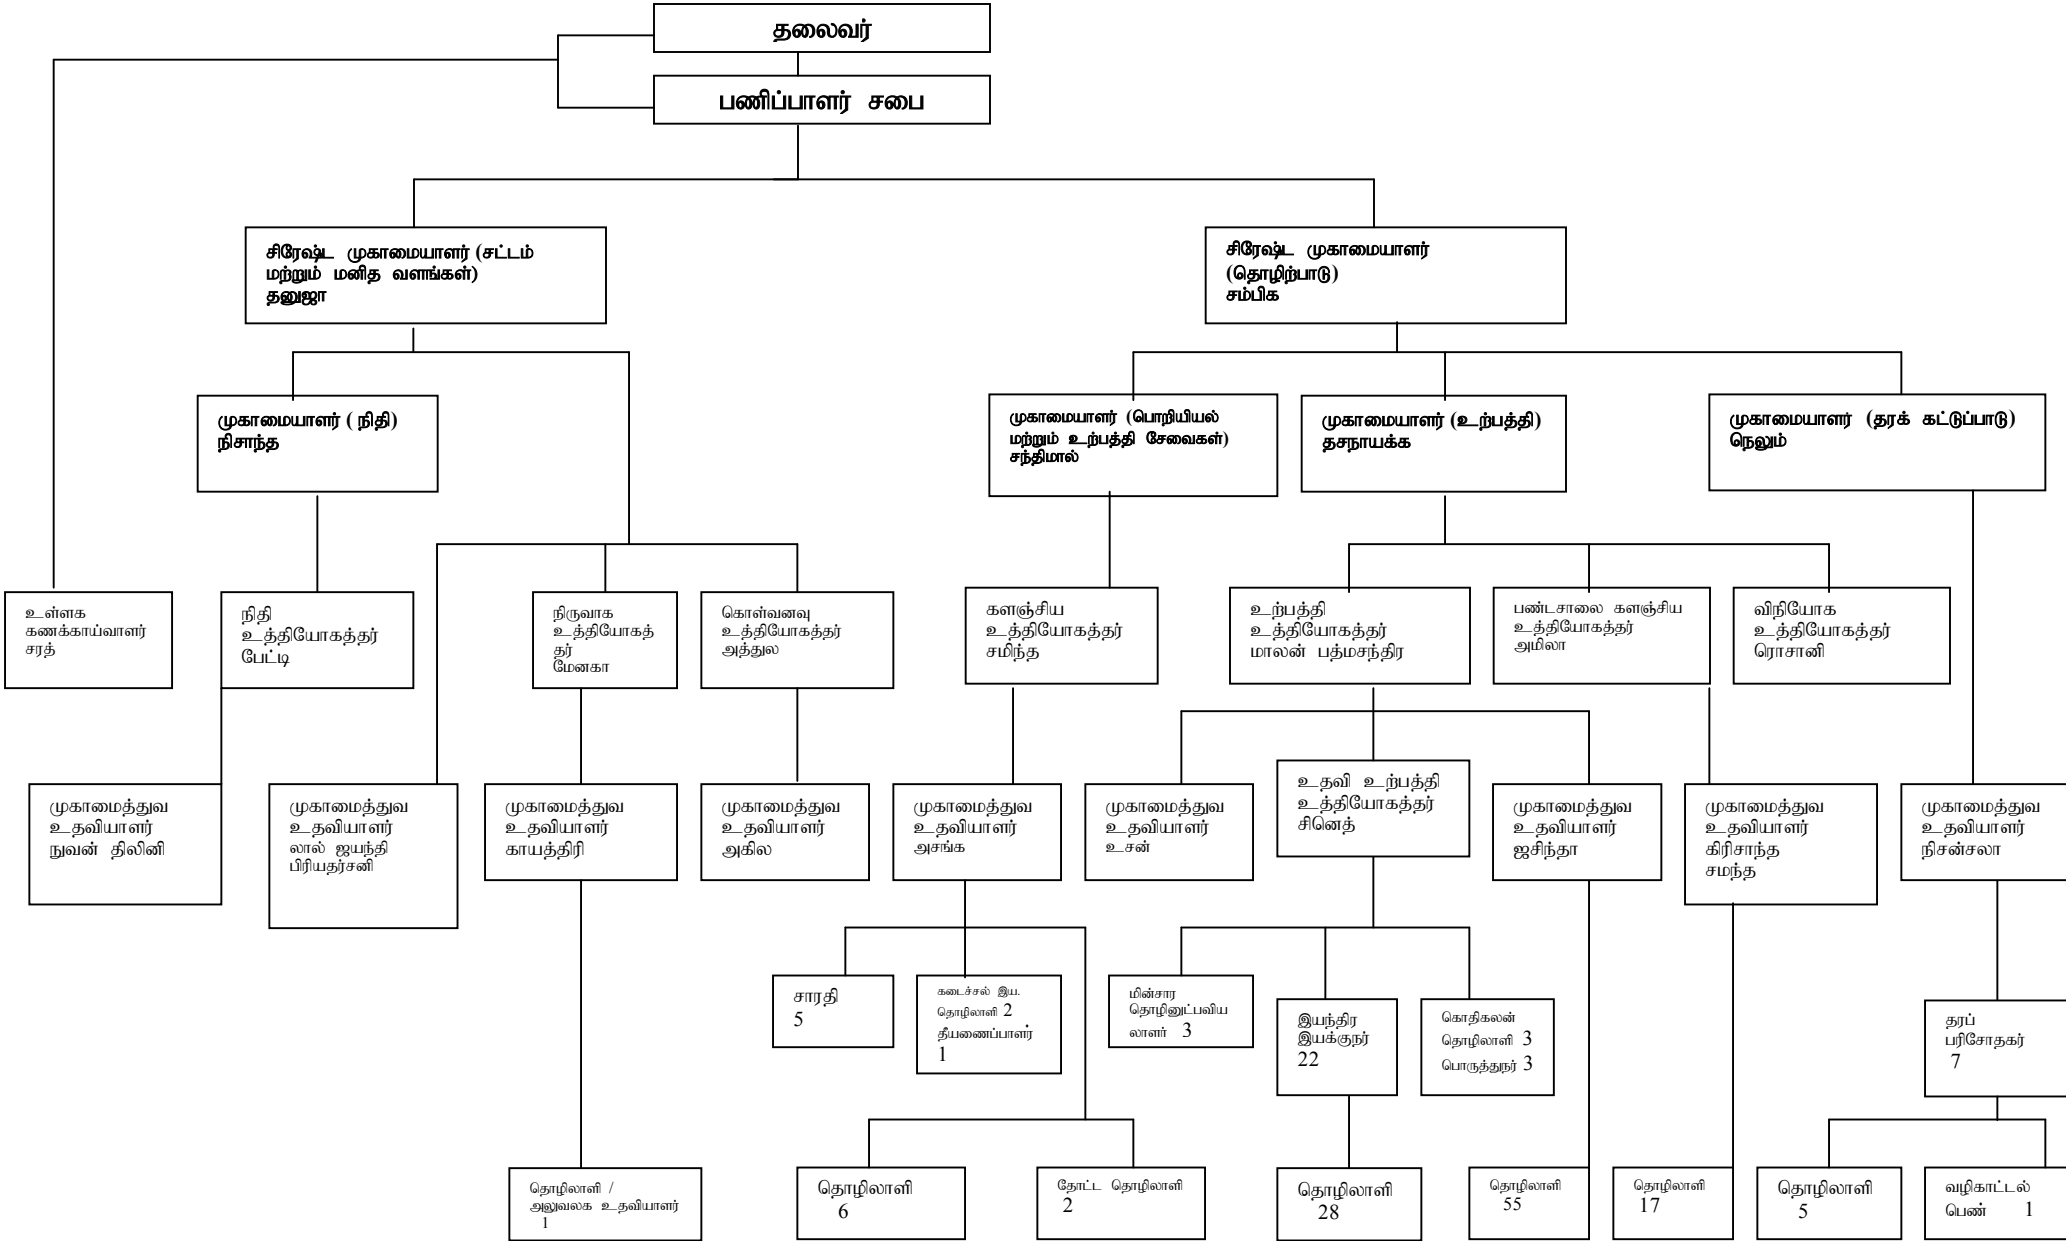 தலைவர்
பணிப்பாளர் சபை
சிரேஷ்ட முகாமையாளர் (சட்டம்
மற்றும் மனித வளங்கள்)
தனுஜா
சிரேஷ்ட முகாமையாளர்
(தொழிற்பாடு)
சம்பிக
முகாமையாளர் ( நிதி)
நிசாந்த
முகாமையாளர் (பொறியியல்
மற்றும் உற்பத்தி சேவைகள்)
சந்திமால்
முகாமையாளர் (உற்பத்தி)
தசநாயக்க
முகாமையாளர் (தரக் கட்டுப்பாடு)
நெலும்
உள்ளக
கணக்காய்வாளர்
சரத்
நிதி
உத்தியோகத்தர்
பேட்டி
நிருவாக
உத்தியோகத்
தர்
மேனகா
கொள்வனவு
உத்தியோகத்தர்
அத்துல
களஞ்சிய
உத்தியோகத்தர்
சமிந்த
உற்பத்தி
உத்தியோகத்தர்
மாலன் பத்மசந்திர
பண்டசாலை களஞ்சிய
உத்தியோகத்தர்
அமிலா
விநியோக
உத்தியோகத்தர்
ரொசானி
முகாமைத்துவ
உதவியாளர்
நுவன் திலினி
முகாமைத்துவ
உதவியாளர்
லால் ஜயந்தி
பிரியதர்சனி
முகாமைத்துவ
உதவியாளர்
காயத்திரி
முகாமைத்துவ
உதவியாளர்
அகில
முகாமைத்துவ
உதவியாளர்
அசங்க
முகாமைத்துவ
உதவியாளர்
உசன்
உதவி உற்பத்தி
உத்தியோகத்தர்
சினெத்
முகாமைத்துவ
உதவியாளர்
ஜசிந்தா
முகாமைத்துவ
உதவியாளர்
கிரிசாந்த
சமந்த
முகாமைத்துவ
உதவியாளர்
நிசன்சலா
சாரதி
5
கடைச்சல் இய.
தொழிலாளி 2
தீயணைப்பாளர்
1
மின்சார
தொழினுட்பவிய
லாளர் 3
இயந்திர
இயக்குநர்
22
கொதிகலன்
தொழிலாளி 3
பொருத்துநர் 3
தரப்
பரிசோதகர்
7
தொழிலாளி /
அலுவலக உதவியாளர்
1
தொழிலாளி
6
தோட்ட தொழிலாளி
2
தொழிலாளி
28
தொழிலாளி
55
தொழிலாளி
17
தொழிலாளி
5
வழிகாட்டல்
பெண் 1